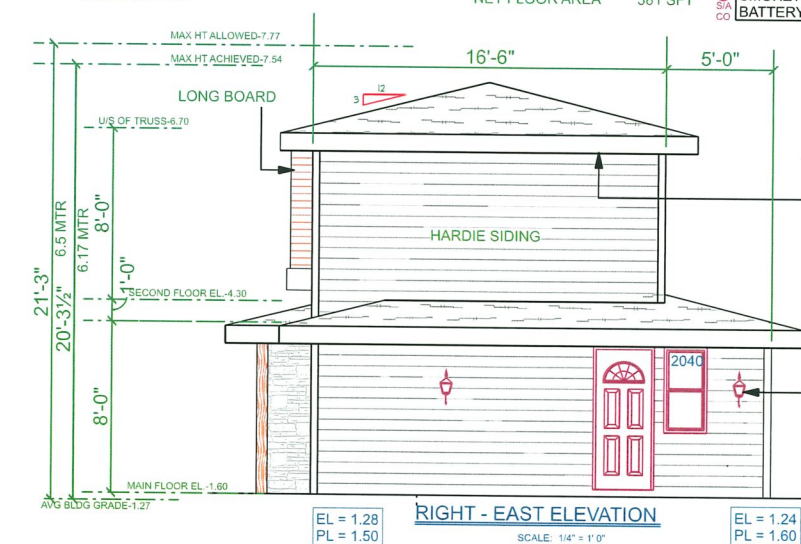 NET FLOOR AREA
S/A
CO
BATTERY
MAX HT ALLOWED-7.77
MAX HT ACHIEVED-7.54
16'-6"
5'-0"
12
3
LONG BOARD
U/S OF TRUSS-6.70
6.5 MTR
6.17 MTR
8'-0"
HARDIE SIDING
1'-0"
SECOND FLOOR EL.-4.30
21'-3"
20'-3½"
8'-0"
2040
MAIN FLOOR EL.-1.60
AVG BLDG GRADE-1.27
EL = 1.28
PL = 1.50
RIGHT - EAST ELEVATION
SCALE: 1/4" = 1' 0"
EL = 1.24
PL = 1.60